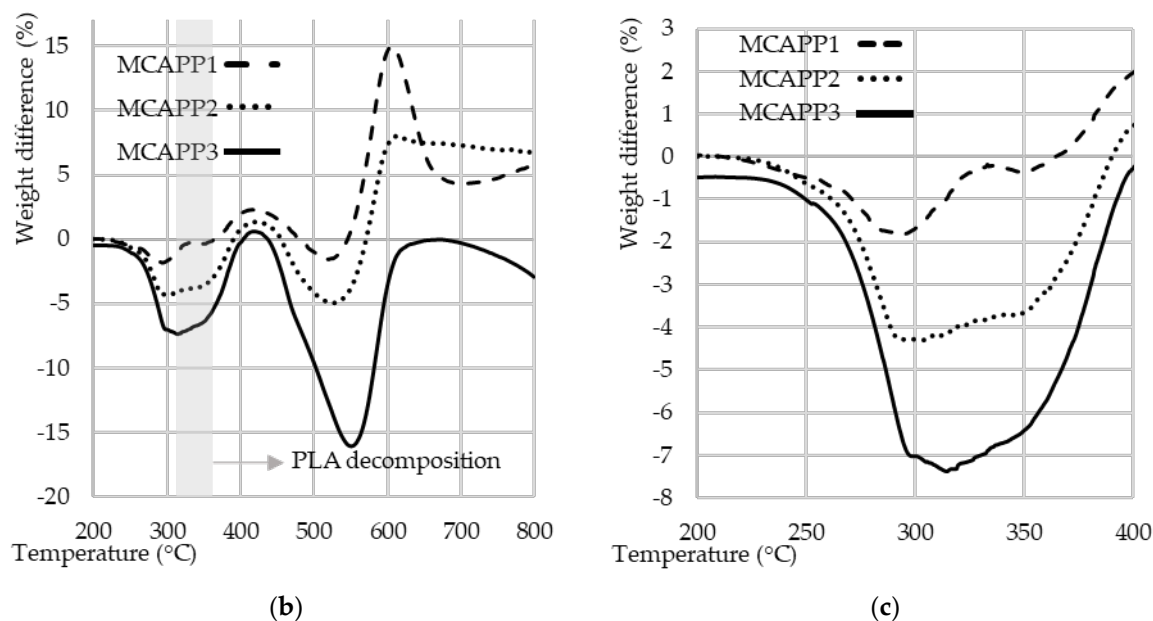 Weight difference (%)
15
10
5
0
-5
-10
-15
-20
MCAPP1
MCAPP2
MCAPP3
PLA decomposition
200 300 400 500 600 700 800
Temperature (°C)
(b)
Weight difference (%)
3
2
1
0
-1
-2
-3
-4
-5
-6
-7
-8
MCAPP1
MCAPP2
MCAPP3
200 250 300 350 400
Temperature (°C)
(c)